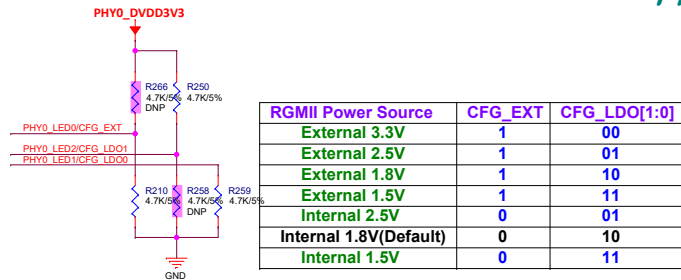 PHY0_DVDD3V3
R266 R250
4.7K/5% 4.7K/5%
DNP
PHY0_LED0/CFG_EXT
PHY0_LED2/CFG_LDO1
PHY0_LED1/CFG_LDO0
R210 R258 R259
4.7K/5% 4.7K/5% 4.7K/5%
DNP
GND
RGMII Power Source CFG_EXT CFG_LDO[1:0]
External 3.3V 1 00
External 2.5V 1 01
External 1.8V 1 10
External 1.5V 1 11
Internal 2.5V 0 01
Internal 1.8V(Default) 0 10
Internal 1.5V 0 11